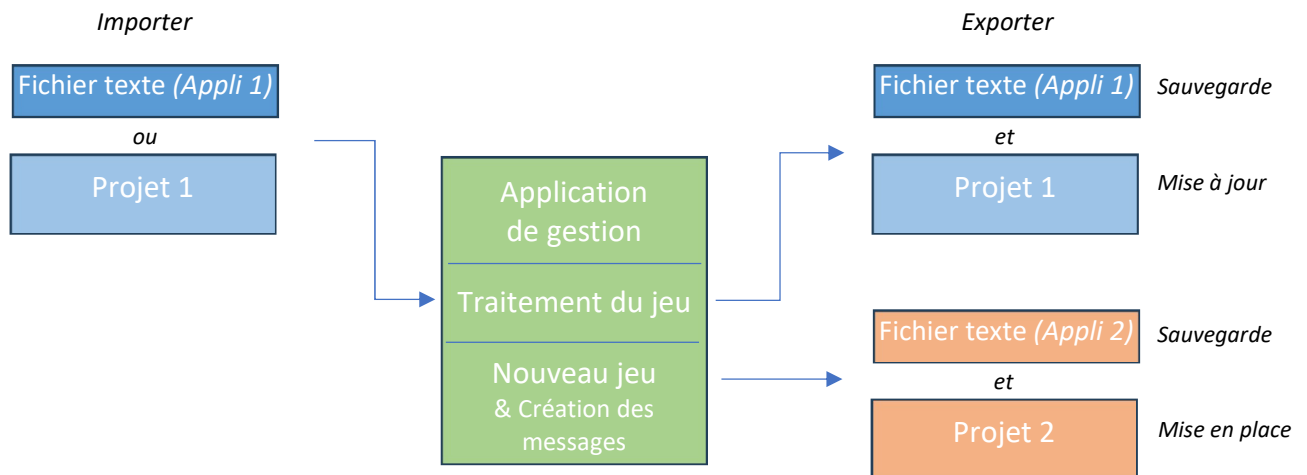 Importer
Fichier texte (Appli 1)
ou
Projet 1
Application
de gestion
Traitement du jeu
Nouveau jeu
& Création des
messages
Exporter
Fichier texte (Appli 1)
Sauvegarde
et
Projet 1
Mise à jour
Fichier texte (Appli 2)
Sauvegarde
et
Projet 2
Mise en place